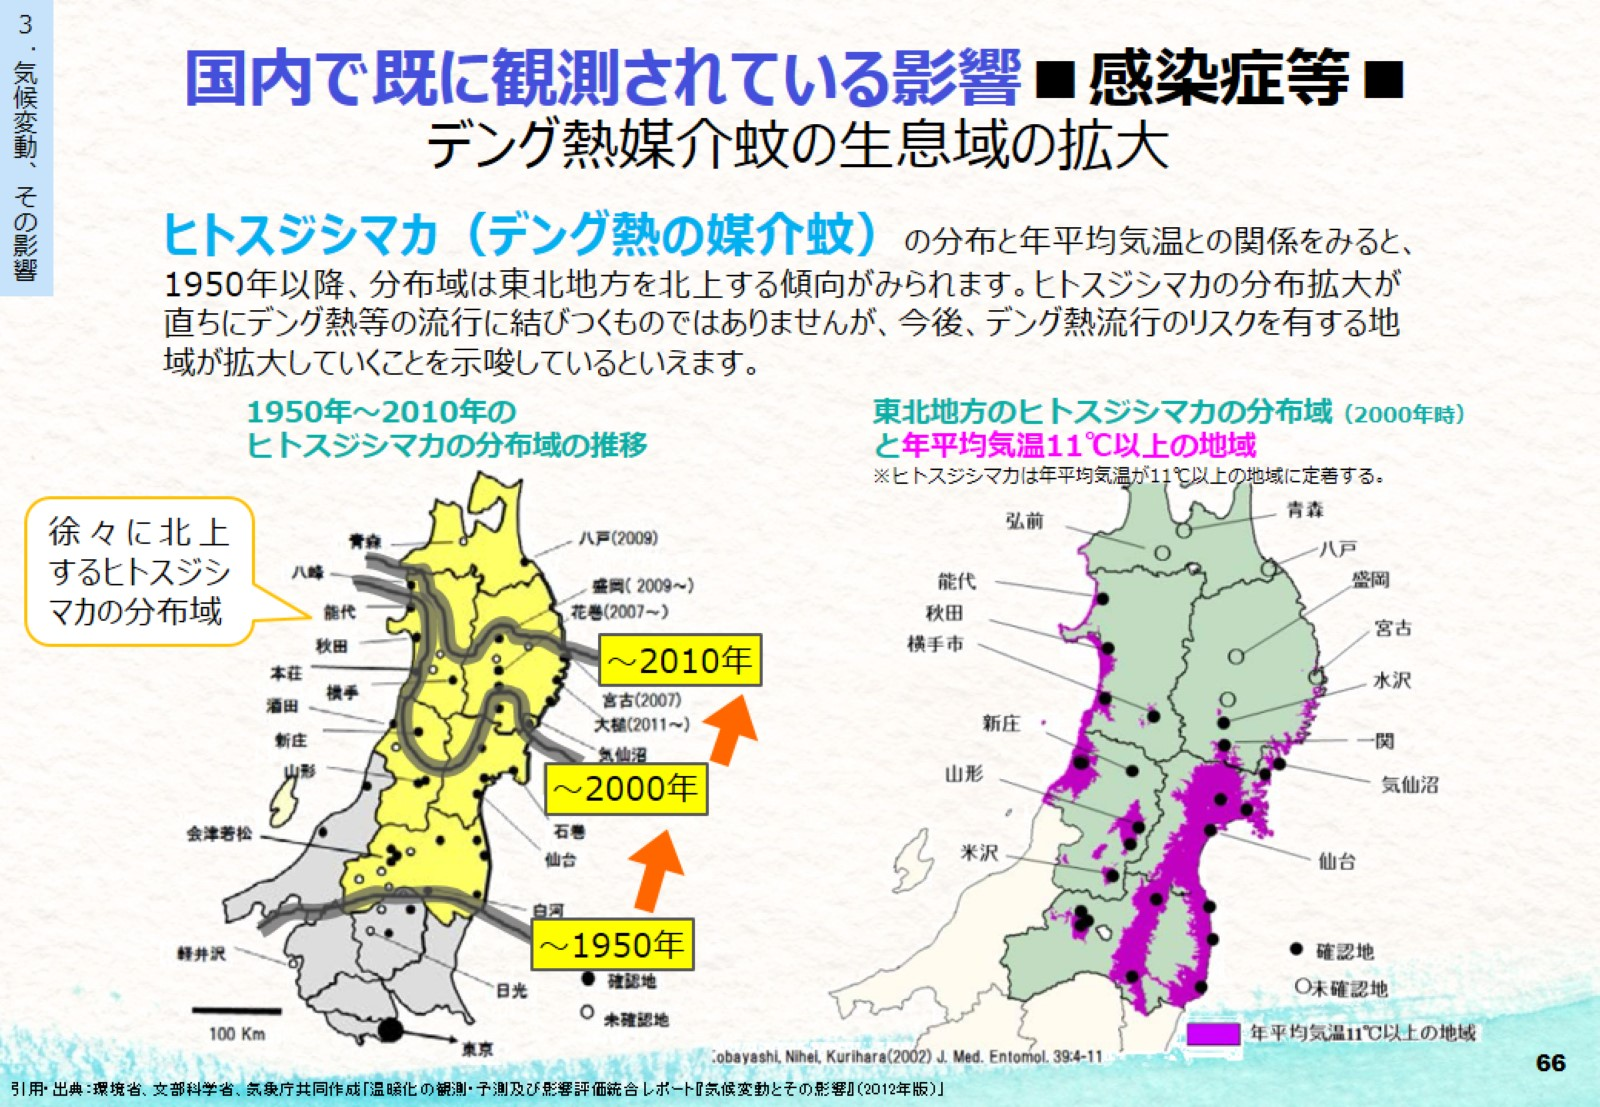 3．気候変動、その影響
国内で既に観測されている影響■感染症等■
デング熱媒介蚊の生息域の拡大
ヒトスジシマカ（デング熱の媒介蚊）の分布と年平均気温との関係をみると、
1950年以降、分布域は東北地方を北上する傾向がみられます。ヒトスジシマカの分布拡大が
直ちにデング熱等の流行に結びつくものではありませんが、今後、デング熱流行のリスクを有する地
域が拡大していくことを示唆しているといえます。
1950年～2010年の
ヒトスジシマカの分布域の推移
徐々に北上
するヒトスジシ
マカの分布域
青森
八戸(2009)
八峰
盛岡( 2009～)
能代
花巻(2007～)
秋田
～2010年
本荘
横手
宮古(2007)
酒田
大槌(2011～)
新庄
気仙沼
山形
～2000年
会津若松
石巻
仙台
白河
～1950年
軽井沢
日光
確認地
未確認地
100 Km
東京
東北地方のヒトスジシマカの分布域（2000年時）
と年平均気温11℃以上の地域
※ヒトスジシマカは年平均気温が11℃以上の地域に定着する。
弘前
青森
八戸
能代
盛岡
秋田
宮古
横手市
水沢
新庄
一関
山形
気仙沼
米沢
仙台
確認地
未確認地
年平均気温11℃以上の地域
obayashi, Nihei, Kurihara(2002) J. Med. Entomol. 39:4-11
66
引用・出典：環境省、文部科学省、気象庁共同作成「温暖化の観測・予測及び影響評価統合レポート『気候変動とその影響』(2012年版)」